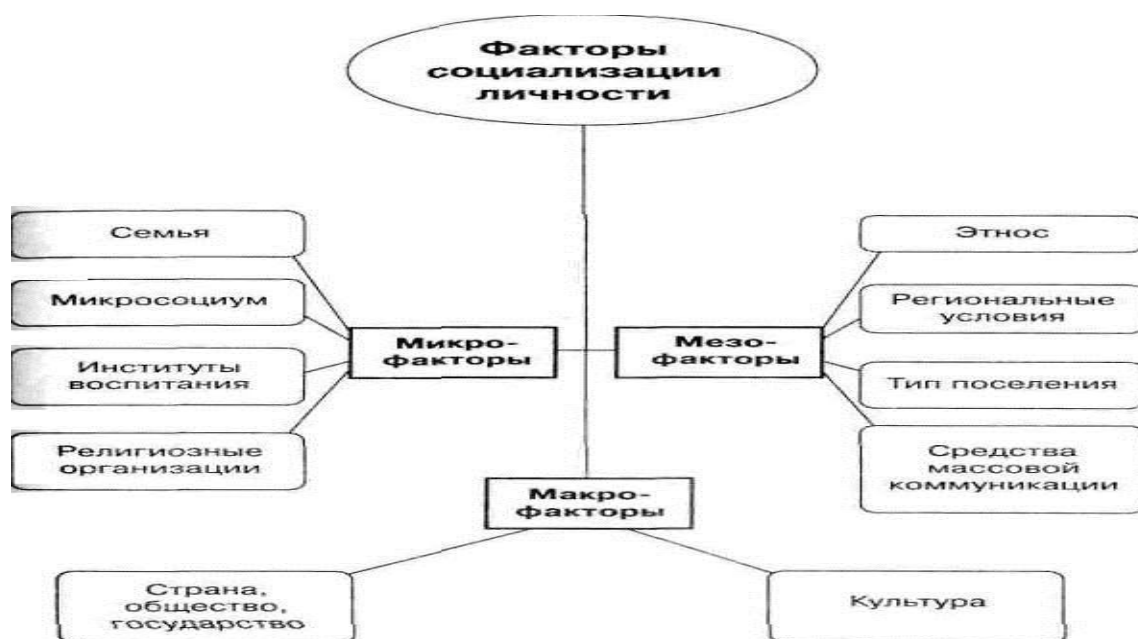 Факторы
социализации
личности
Семья
Микросоциум
Институты
воспитания
Религиозные
организации
Микро-
факторы
Мезо-
факторы
Этнос
Региональные
условия
Тип поселения
Средства
массовой
коммуникации
Макро-
факторы
Страна,
общество,
государство
Культура